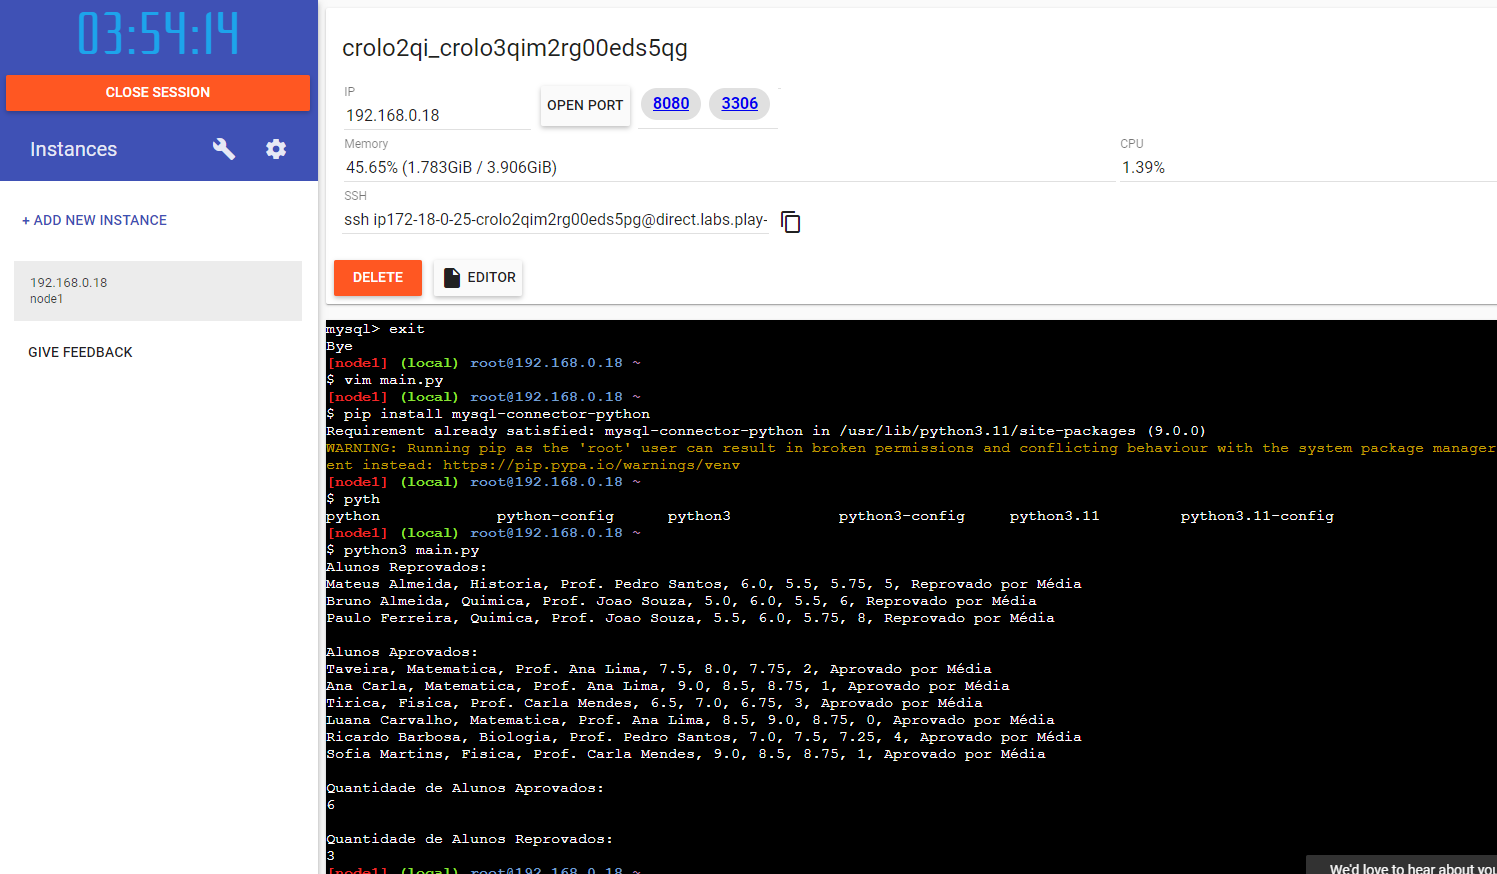 03:54:14
CLOSE SESSION
Instances
+ ADD NEW INSTANCE
192.168.0.18
node1
GIVE FEEDBACK
crolo2qi_crolo3qim2rg00eds5qg
IP
192.168.0.18
OPEN PORT
8080
3306
Memory
45.65% (1.783GiB / 3.906GiB)
CPU
1.39%
SSH
ssh ip172-18-0-25-crolo2qim2rg00eds5pg@direct.labs.play-
DELETE
EDITOR
mysql> exit
Bye
[node1] (local) root@192.168.0.18 ~
$ vim main.py
[node1] (local) root@192.168.0.18 ~
$ pip install mysql-connector-python
Requirement already satisfied: mysql-connector-python in /usr/lib/python3.11/site-packages (9.0.0)
WARNING: Running pip as the 'root' user can result in broken permissions and conflicting behaviour with the system package manager
ent instead: https://pip.pypa.io/warnings/venv
[node1] (local) root@192.168.0.18 ~
$ pyth
python python-config python3 python3-config python3.11 python3.11-config
[node1] (local) root@192.168.0.18 ~
$ python3 main.py
Alunos Reprovados:
Mateus Almeida, Historia, Prof. Pedro Santos, 6.0, 5.5, 5.75, 5, Reprovado por Média
Bruno Almeida, Quimica, Prof. Joao Souza, 5.0, 6.0, 5.5, 6, Reprovado por Média
Paulo Ferreira, Quimica, Prof. Joao Souza, 5.5, 6.0, 5.75, 8, Reprovado por Média
Alunos Aprovados:
Taveira, Matematica, Prof. Ana Lima, 7.5, 8.0, 7.75, 2, Aprovado por Média
Ana Carla, Matematica, Prof. Ana Lima, 9.0, 8.5, 8.75, 1, Aprovado por Média
Tirica, Fisica, Prof. Carla Mendes, 6.5, 7.0, 6.75, 3, Aprovado por Média
Luana Carvalho, Matematica, Prof. Ana Lima, 8.5, 9.0, 8.75, 0, Aprovado por Média
Ricardo Barbosa, Biologia, Prof. Pedro Santos, 7.0, 7.5, 7.25, 4, Aprovado por Média
Sofia Martins, Fisica, Prof. Carla Mendes, 9.0, 8.5, 8.75, 1, Aprovado por Média
Quantidade de Alunos Aprovados:
6
Quantidade de Alunos Reprovados:
3
[node1] (local) root@192.168.0.18 ~
We'd love to hear about you